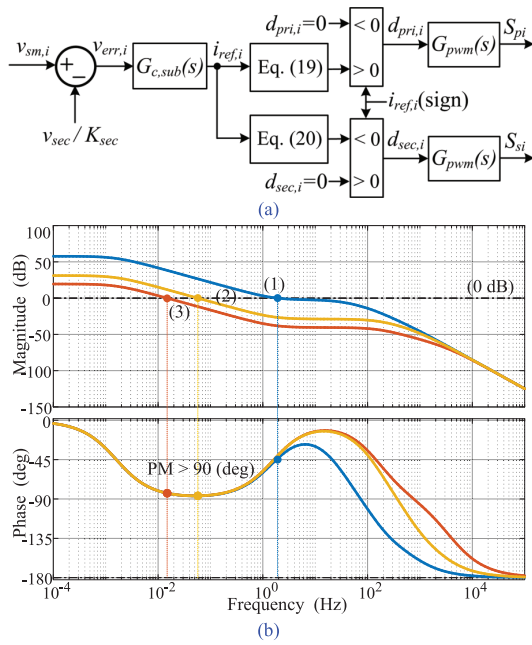 v_{sm,i}
+
−
v_{err,i}
v_{sec} / K_{sec}
G_{c,sub}(s)
i_{ref,i}
Eq. (19)
Eq. (20)
d_{pri,i}=0
< 0
> 0
d_{pri,i}
G_{pwm}(s)
S_{pi}
i_{ref,i}(sign)
d_{sec,i}=0
< 0
> 0
d_{sec,i}
G_{pwm}(s)
S_{si}
(a)
Magnitude (dB)
100
50
0
-50
-100
-150
(1)
(2)
(3)
(0 dB)
Phase (deg)
0
-45
-90
-135
-180
PM > 90 (deg)
10^{-4} 10^{-2} 10^{0} 10^{2} 10^{4}
Frequency (Hz)
(b)